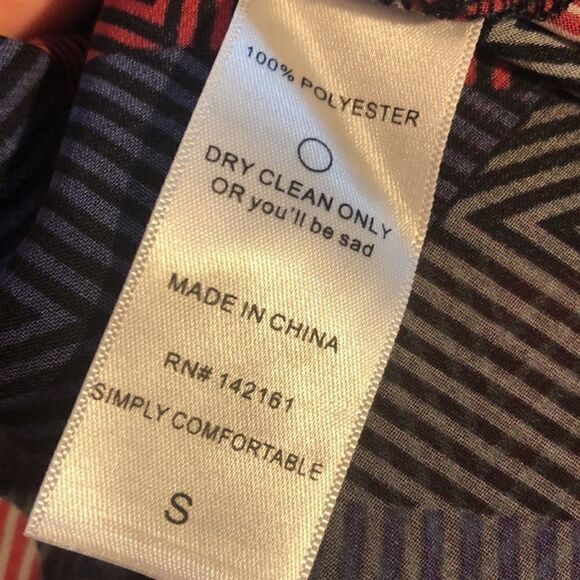 100% POLYESTER
DRY CLEAN ONLY
OR you'll be sad
MADE IN CHINA
RN# 142161
SIMPLY COMFORTABLE
S